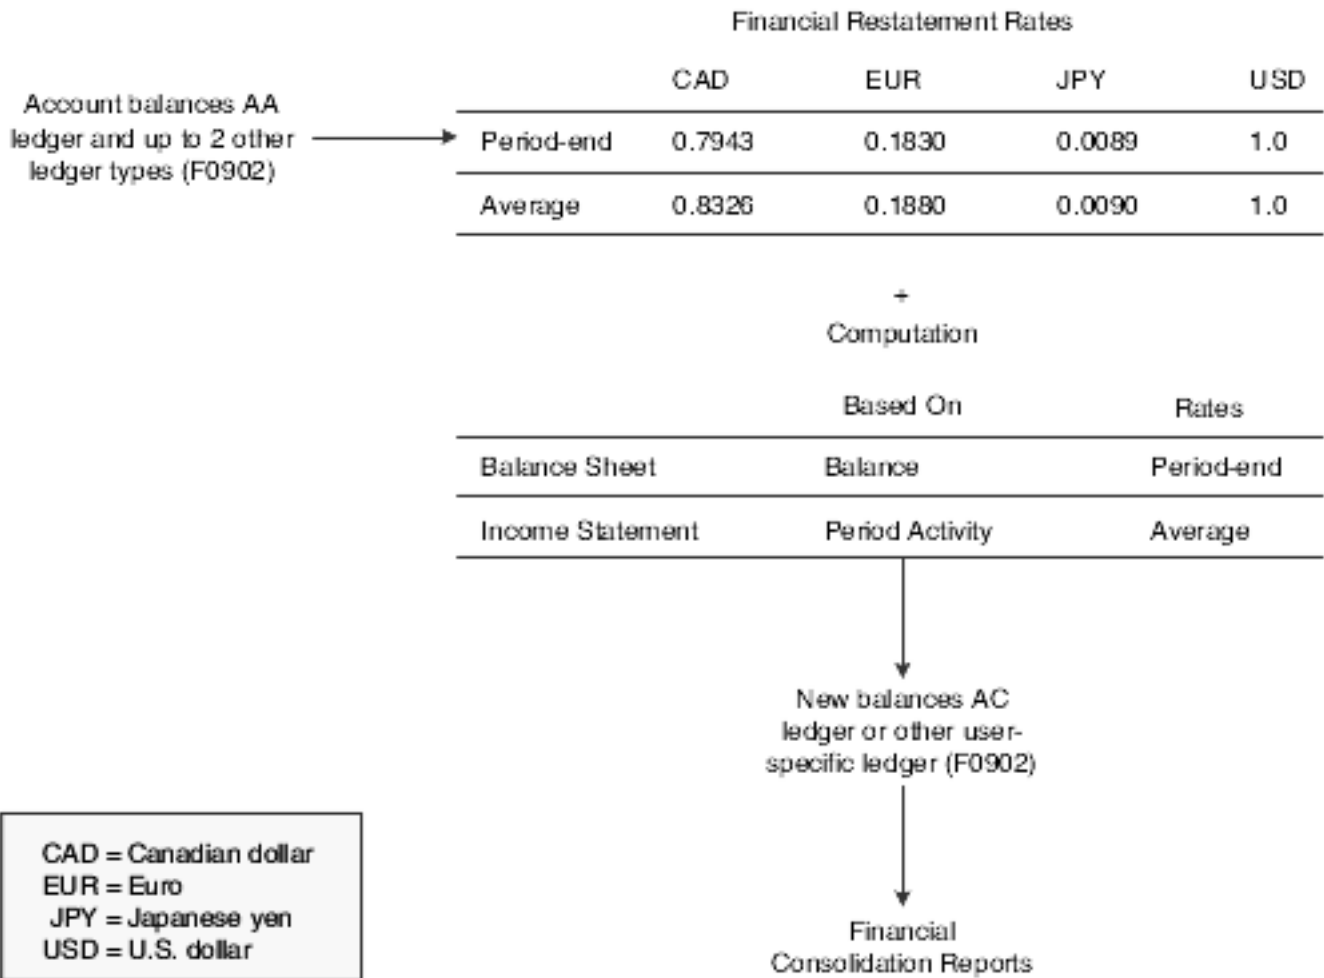 Financial Restatement Rates
CAD EUR JPY USD
Account balances AA
ledger and up to 2 other
ledger types (F0902)
Period-end 0.7943 0.1830 0.0089 1.0
Average 0.8326 0.1880 0.0090 1.0
+
Computation
Based On Rates
Balance Sheet Balance Period-end
Income Statement Period Activity Average
New balances AC
ledger or other user-
specific ledger (F0902)
CAD = Canadian dollar
EUR = Euro
JPY = Japanese yen
USD = U.S. dollar
Financial
Consolidation Reports